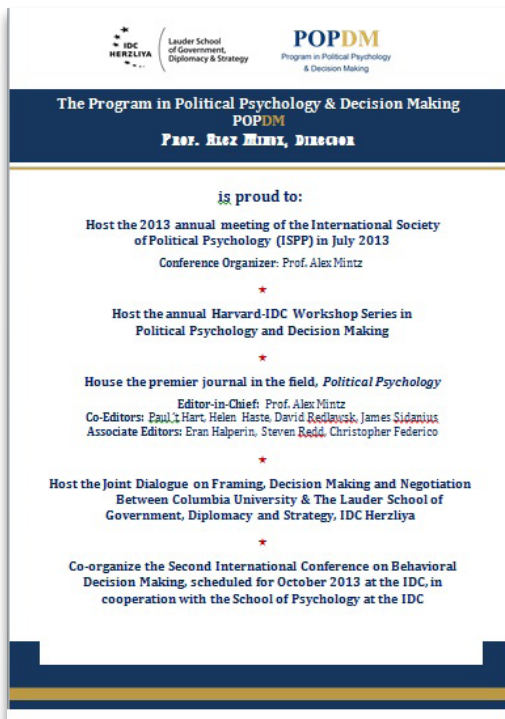 IDC
HERZLIYA
Lauder School
of Government,
Diplomacy & Strategy
POPDM
Program in Political Psychology
& Decision Making
The Program in Political Psychology & Decision Making
POPDM
Prof. Alex Mintz, Director
is proud to:
Host the 2013 annual meeting of the International Society
of Political Psychology (ISPP) in July 2013
Conference Organizer: Prof. Alex Mintz
Host the annual Harvard-IDC Workshop Series in
Political Psychology and Decision Making
House the premier journal in the field, Political Psychology
Editor-in-Chief: Prof. Alex Mintz
Co-Editors: Paul 't Hart, Helen Haste, David Redlawsk, James Sidanius
Associate Editors: Eran Halperin, Steven Redd, Christopher Federico
Host the Joint Dialogue on Framing, Decision Making and Negotiation
Between Columbia University & The Lauder School of
Government, Diplomacy and Strategy, IDC Herzliya
Co-organize the Second International Conference on Behavioral
Decision Making, scheduled for October 2013 at the IDC, in
cooperation with the School of Psychology at the IDC